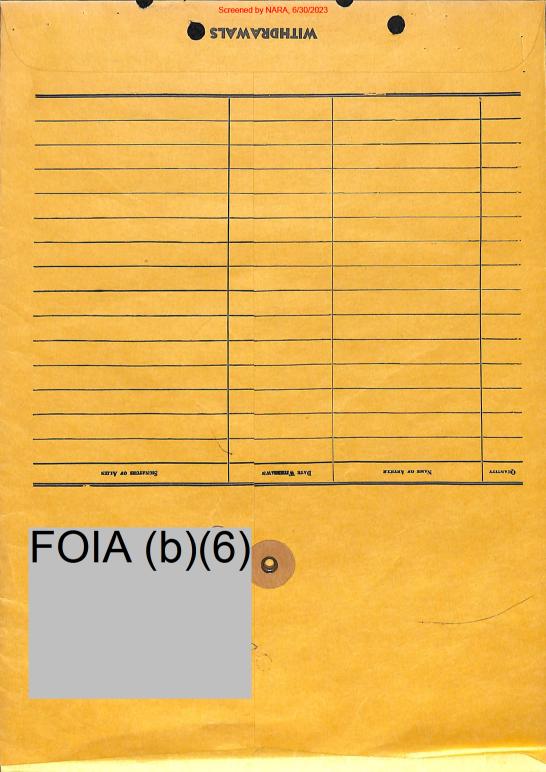 Screened by NARA, 6/30/2023
WITHDRAWALS
SIGNATURE OF ALIEN DATE WITHDRAWN NAME OF ARTICLE QUANTITY
FOIA (b)(6)